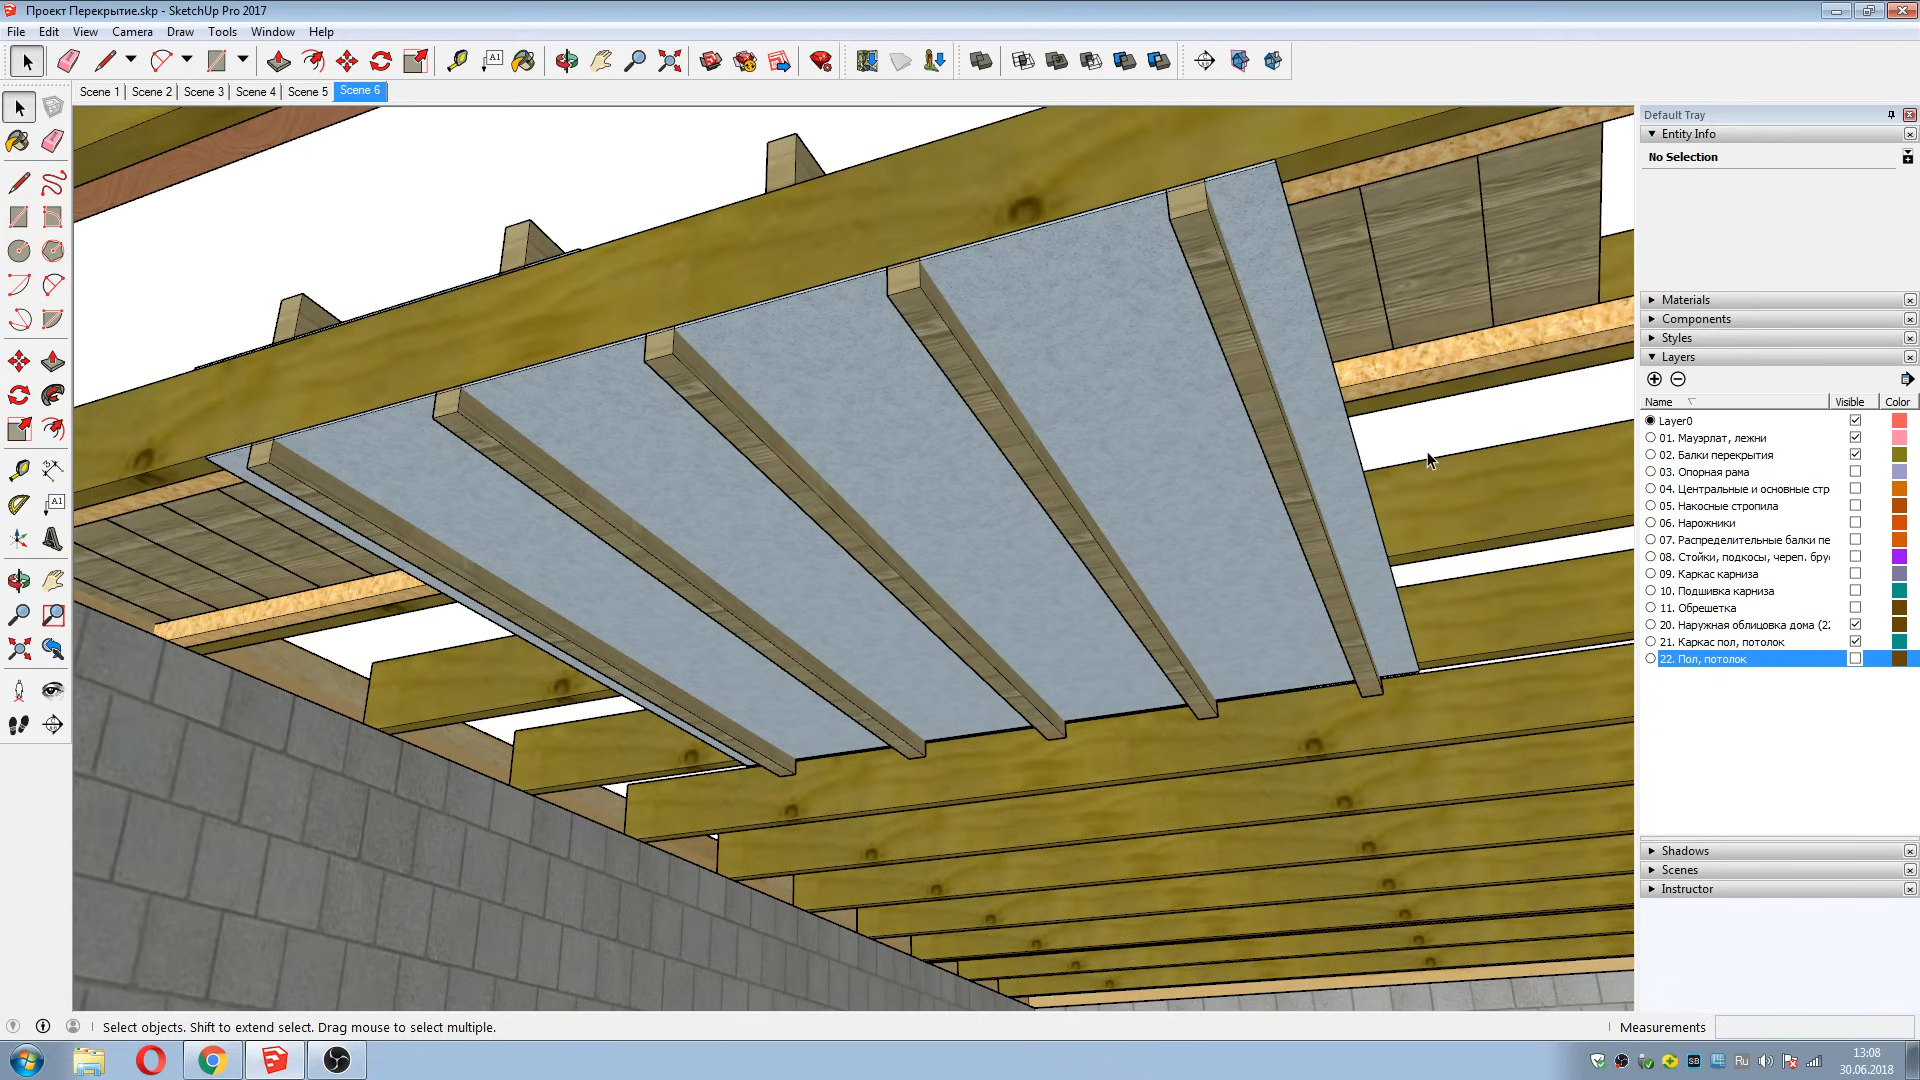 Проект Перекрытие.skp - SketchUp Pro 2017
File Edit View Camera Draw Tools Window Help
A1
Scene 1 Scene 2 Scene 3 Scene 4 Scene 5 Scene 6
Default Tray
Entity Info
No Selection
Materials
Components
Styles
Layers
Name Visible Color
Layer0
01. Мауэрлат, лежни
02. Балки перекрытия
03. Опорная рама
04. Центральные и основные стр
05. Накосные стропила
06. Нарожники
07. Распределительные балки пе
08. Стойки, подкосы, череп. бру
09. Каркас карниза
10. Подшивка карниза
11. Обрешетка
20. Наружная облицовка дома (2
21. Каркас пол, потолок
22. Пол, потолок
A1
Shadows
Scenes
Instructor
Select objects. Shift to extend select. Drag mouse to select multiple.
Measurements
SB
Ru
13:08
30.06.2018